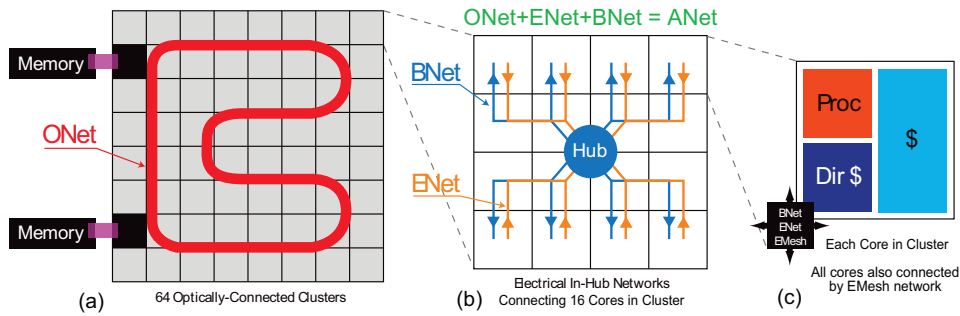 Memory
ONet
Memory
(a)
64 Optically-Connected Clusters
ONet+ENet+BNet = ANet
BNet
Hub
ENet
(b)
Electrical In-Hub Networks
Connecting 16 Cores in Cluster
Proc
$
Dir $
BNet
ENet
EMesh
Each Core in Cluster
(c)
All cores also connected
by EMesh network